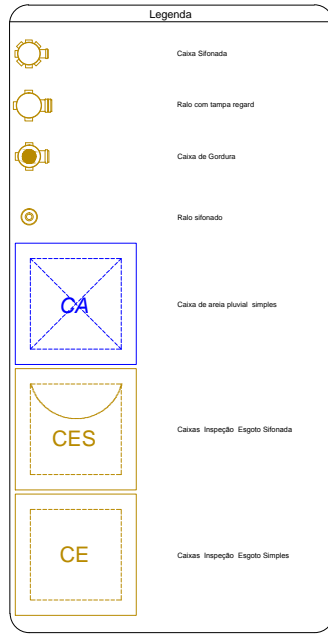 Legenda
Caixa Sifonada
Ralo com tampa regard
Caixa de Gordura
Ralo sifonado
CA
Caixa de areia pluvial simples
CES
Caixas Inspeção Esgoto Sifonada
CE
Caixas Inspeção Esgoto Simples